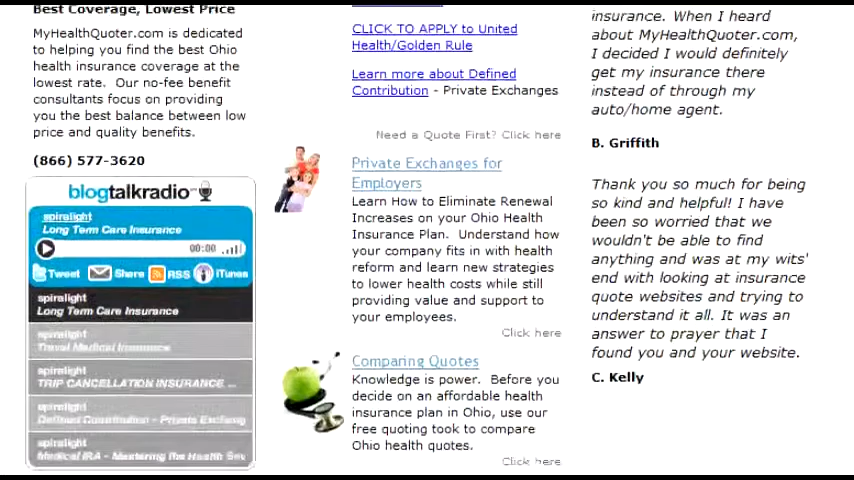 Best Coverage, Lowest Price
MyHealthQuoter.com is dedicated
to helping you find the best Ohio
health insurance coverage at the
lowest rate.  Our no-fee benefit
consultants focus on providing
you the best balance between low
price and quality benefits.
(866) 577-3620
blogtalkradio
spiralight
Long Term Care Insurance
00:00
Tweet Share RSS iTunes
spiralight
Long Term Care Insurance
spiralight
Travel Medical Insurance
spiralight
TRIP CANCELLATION INSURANCE ...
spiralight
Defined Contribution - Private Exchang
spiralight
Medical IRA - Mastering the Health Sav
CLICK TO APPLY to United
Health/Golden Rule
Learn more about Defined
Contribution - Private Exchanges
Need a Quote First? Click here
Private Exchanges for
Employers
Learn How to Eliminate Renewal
Increases on your Ohio Health
Insurance Plan.  Understand how
your company fits in with health
reform and learn new strategies
to lower health costs while still
providing value and support to
your employees.
Click here
Comparing Quotes
Knowledge is power.  Before you
decide on an affordable health
insurance plan in Ohio, use our
free quoting took to compare
Ohio health quotes.
Click here
insurance. When I heard
about MyHealthQuoter.com,
I decided I would definitely
get my insurance there
instead of through my
auto/home agent.
B. Griffith
Thank you so much for being
so kind and helpful! I have
been so worried that we
wouldn't be able to find
anything and was at my wits'
end with looking at insurance
quote websites and trying to
understand it all. It was an
answer to prayer that I
found you and your website.
C. Kelly